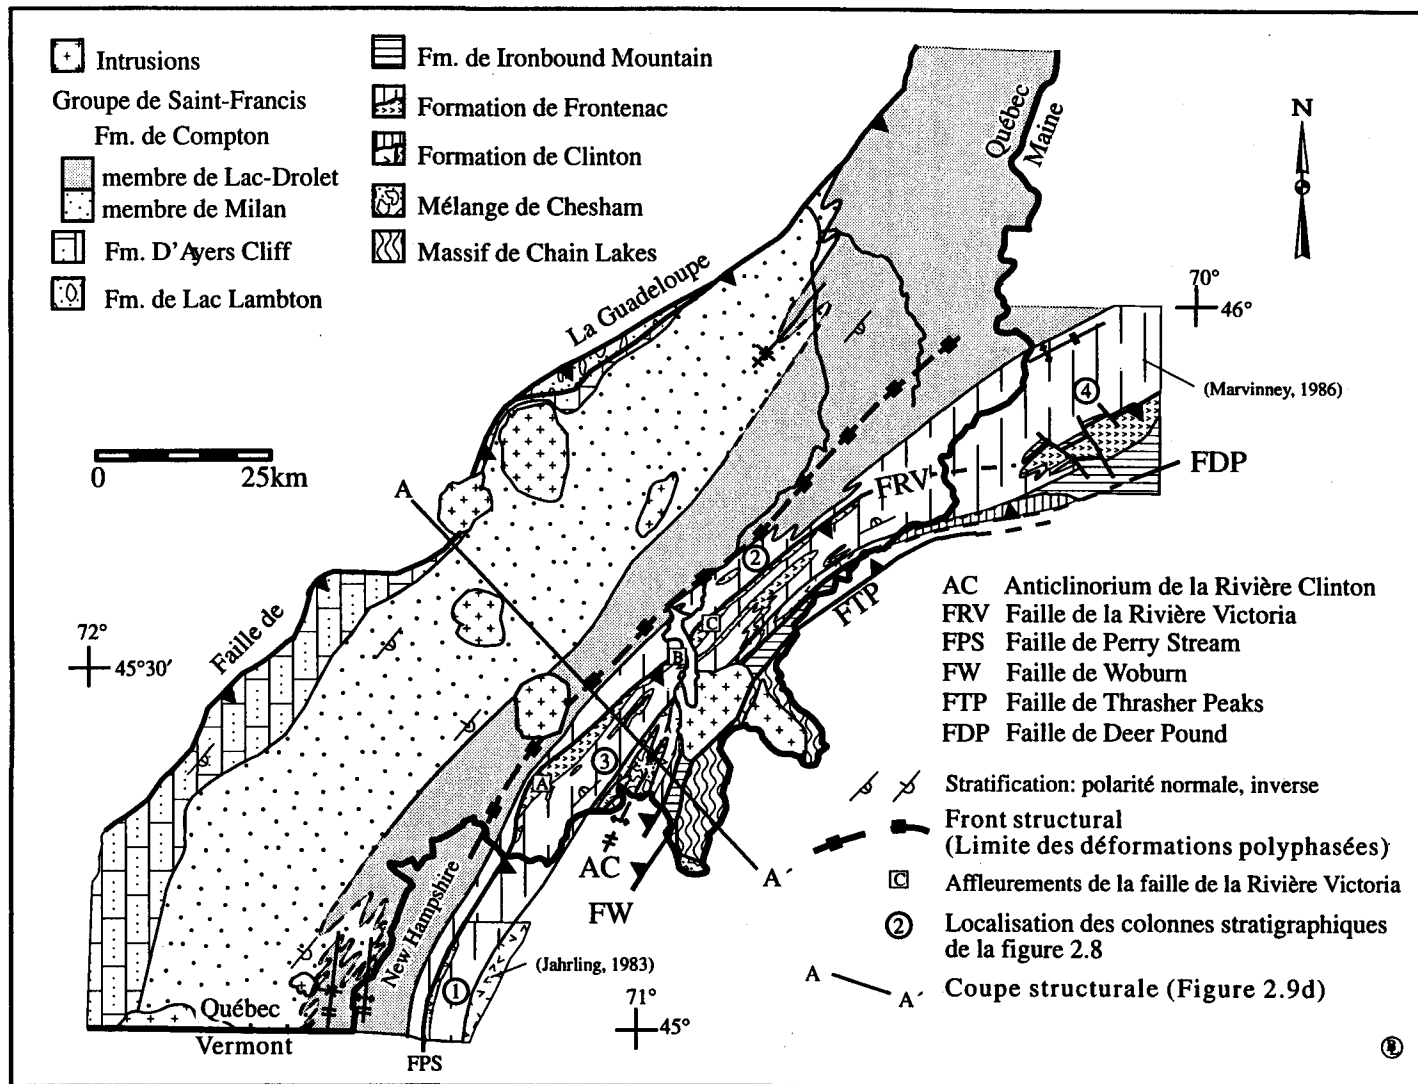 Intrusions
Groupe de Saint-Francis
Fm. de Compton
membre de Lac-Drolet
membre de Milan
Fm. D'Ayers Cliff
Fm. de Lac Lambton
Fm. de Ironbound Mountain
Formation de Frontenac
Formation de Clinton
Mélange de Chesham
Massif de Chain Lakes
Québec
Maine
N
70°
46°
La Guadeloupe
(Marvinney, 1986)
4
0
25km
A
FRV
FDP
2
FTP
C
B
72°
45°30'
Faille de
3
A
AC
FW
A´
New Hampshire
(Jahrling, 1983)
1
Québec
Vermont
FPS
71°
45°
AC Anticlinorium de la Rivière Clinton
FRV Faille de la Rivière Victoria
FPS Faille de Perry Stream
FW Faille de Woburn
FTP Faille de Thrasher Peaks
FDP Faille de Deer Pound
Stratification: polarité normale, inverse
Front structural
(Limite des déformations polyphasées)
C Affleurements de la faille de la Rivière Victoria
2 Localisation des colonnes stratigraphiques
de la figure 2.8
A A´ Coupe structurale (Figure 2.9d)